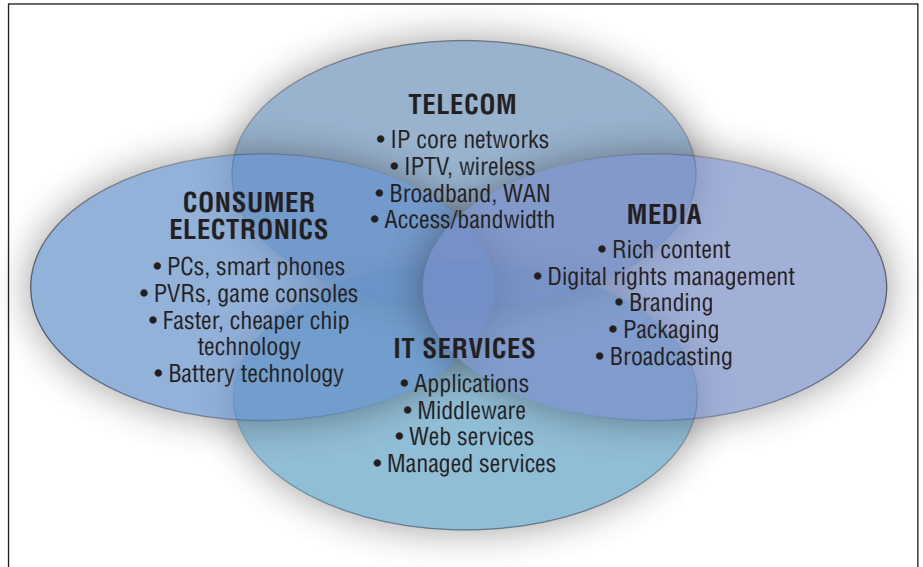 TELECOM
• IP core networks
• IPTV, wireless
• Broadband, WAN
• Access/bandwidth
CONSUMER
ELECTRONICS
• PCs, smart phones
• PVRs, game consoles
• Faster, cheaper chip
technology
• Battery technology
MEDIA
• Rich content
• Digital rights management
• Branding
• Packaging
• Broadcasting
IT SERVICES
• Applications
• Middleware
• Web services
• Managed services